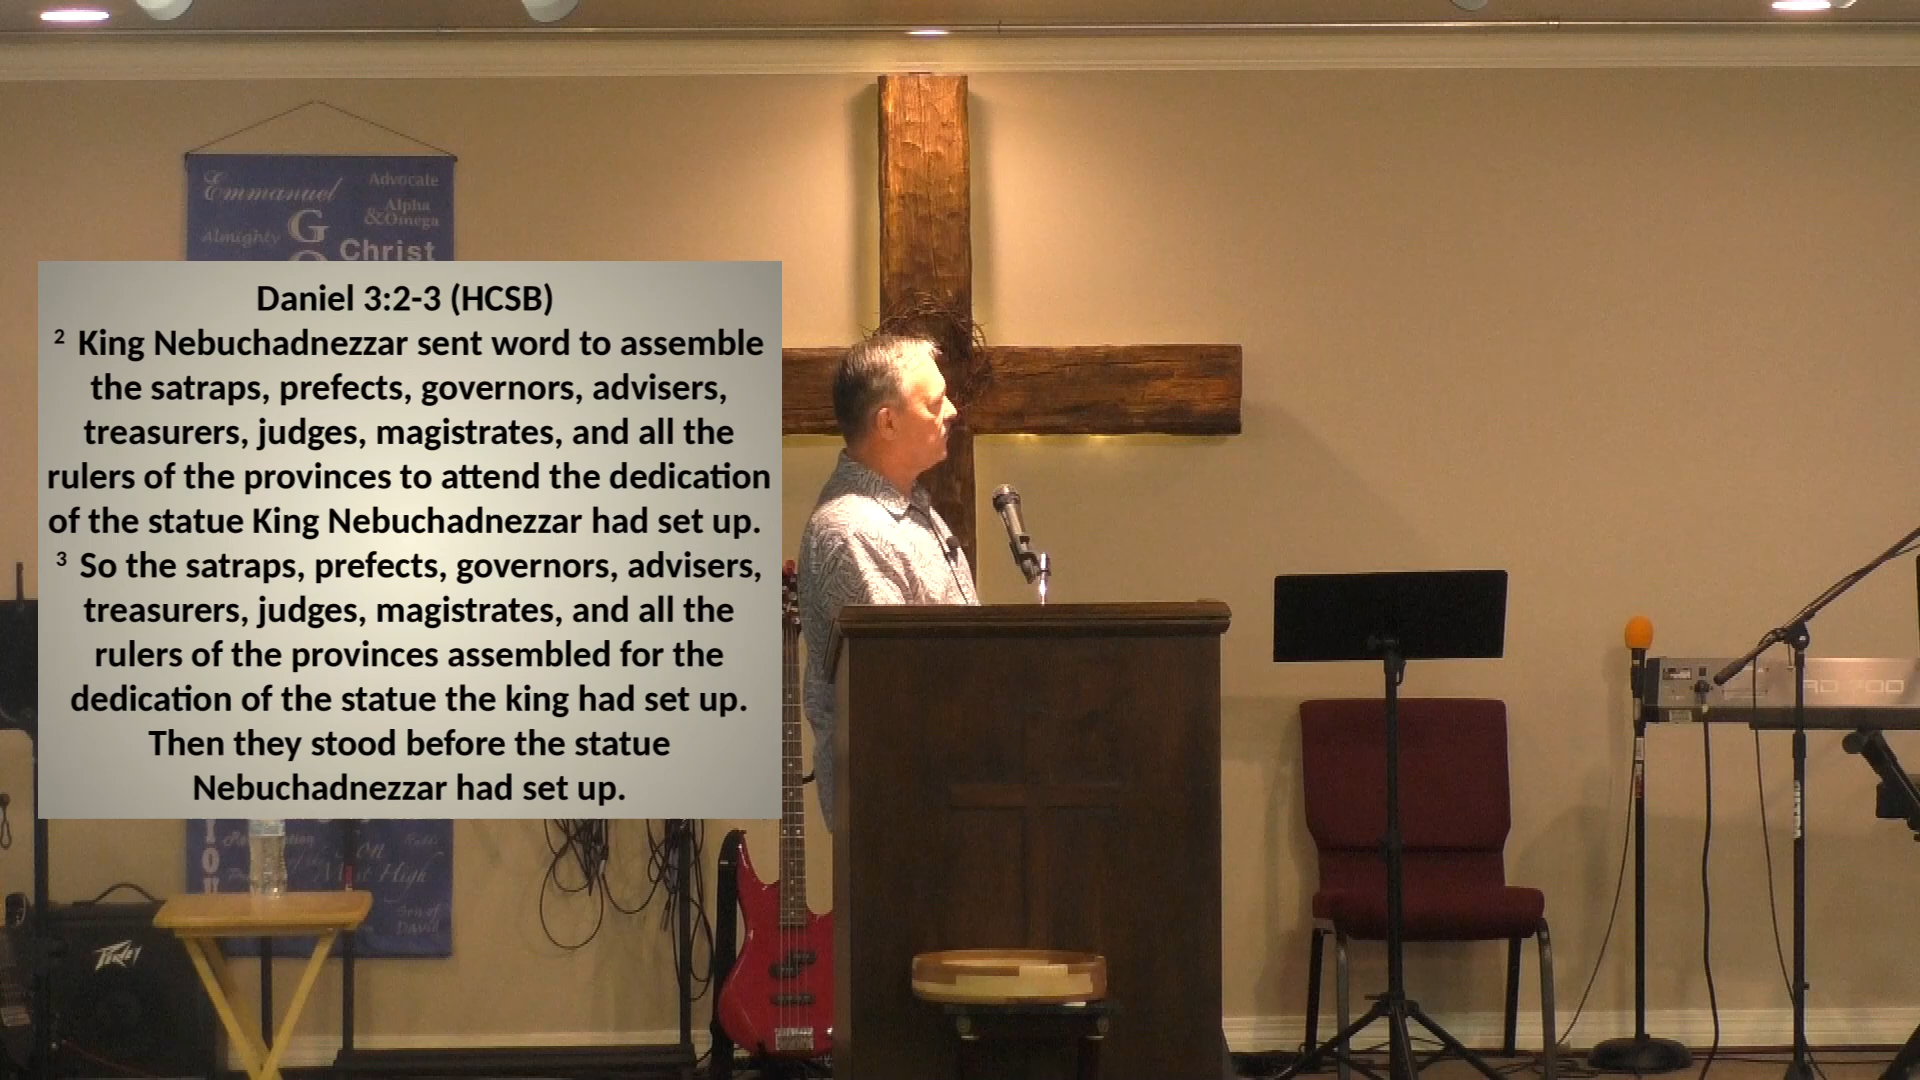 Emmanuel
Advocate
Alpha
&Omega
Almighty
G
Christ
Daniel 3:2-3 (HCSB)
2 King Nebuchadnezzar sent word to assemble
the satraps, prefects, governors, advisers,
treasurers, judges, magistrates, and all the
rulers of the provinces to attend the dedication
of the statue King Nebuchadnezzar had set up.
3 So the satraps, prefects, governors, advisers,
treasurers, judges, magistrates, and all the
rulers of the provinces assembled for the
dedication of the statue the king had set up.
Then they stood before the statue
Nebuchadnezzar had set up.
Son
Most High
Son of
David
Peavey
RD-700